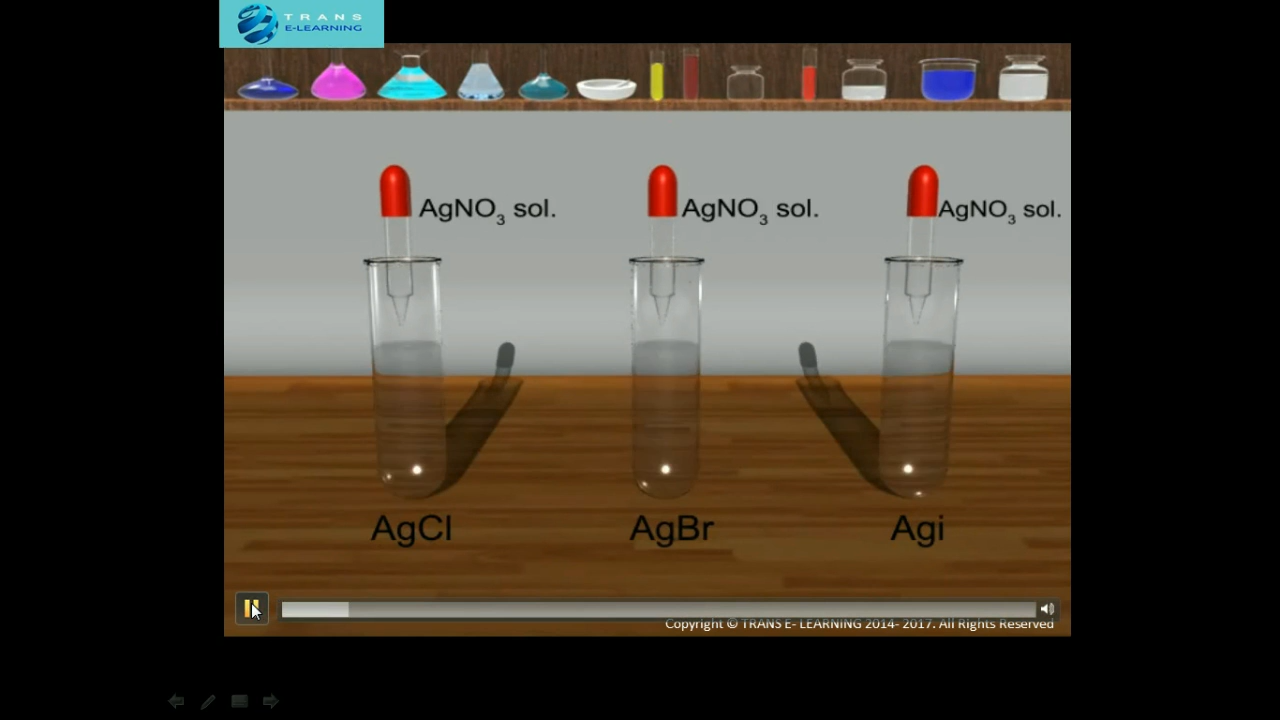 TRANS
E-LEARNING
AgNO3 sol.
AgNO3 sol.
AgNO3 sol.
AgCl
AgBr
Agi
Copyright © TRANS E- LEARNING 2014- 2017. All Rights Reserved